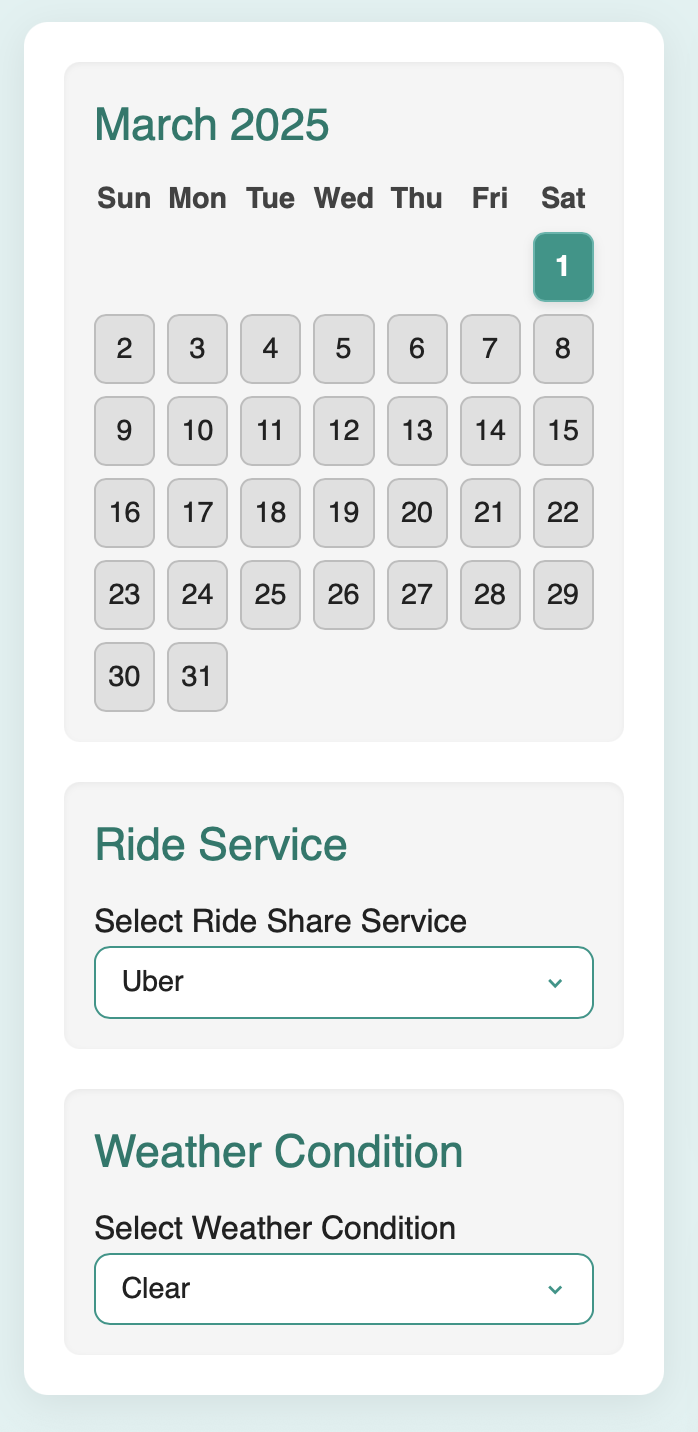 March 2025
Sun Mon Tue Wed Thu Fri Sat
1
2 3 4 5 6 7 8
9 10 11 12 13 14 15
16 17 18 19 20 21 22
23 24 25 26 27 28 29
30 31
Ride Service
Select Ride Share Service
Uber
Weather Condition
Select Weather Condition
Clear